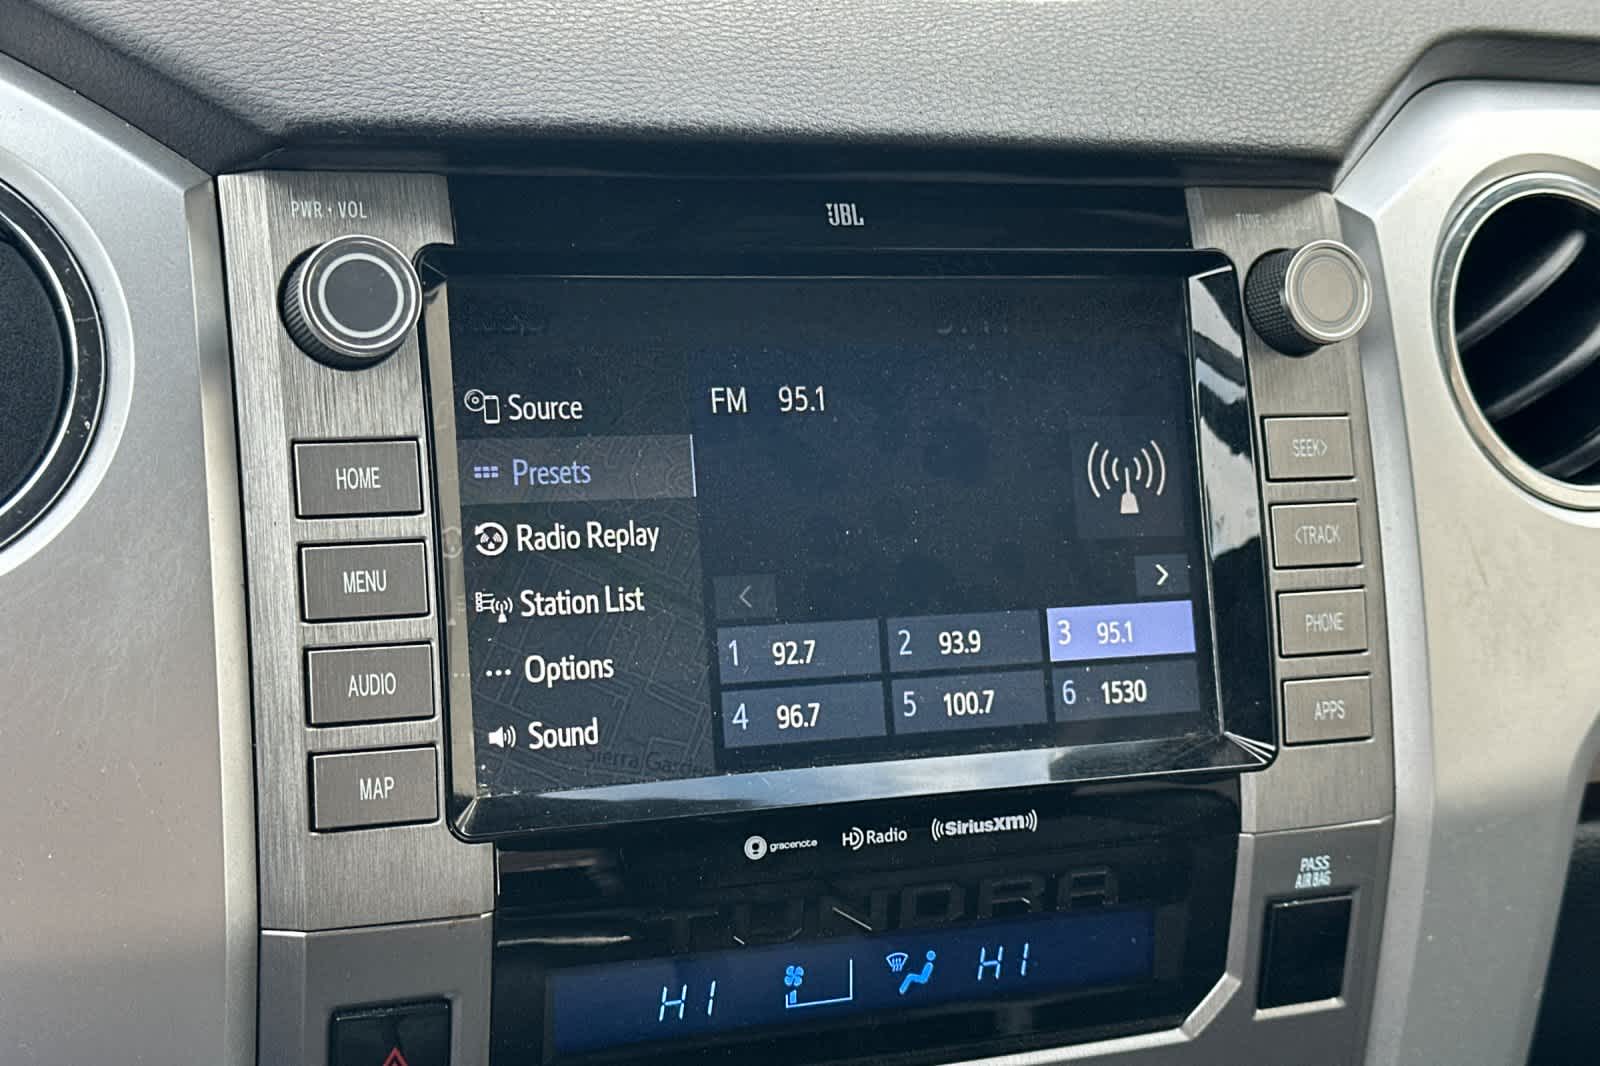 PWR • VOL
JBL
FM 95.1
Source
Presets
Radio Replay
Station List
Options
Sound
1 92.7
2 93.9
3 95.1
4 96.7
5 100.7
6 1530
HOME
MENU
AUDIO
MAP
SEEK>
<TRACK
PHONE
APPS
gracenote
HD Radio
((SiriusXM))
TUNDRA
PASS
AIR BAG
HI
HI